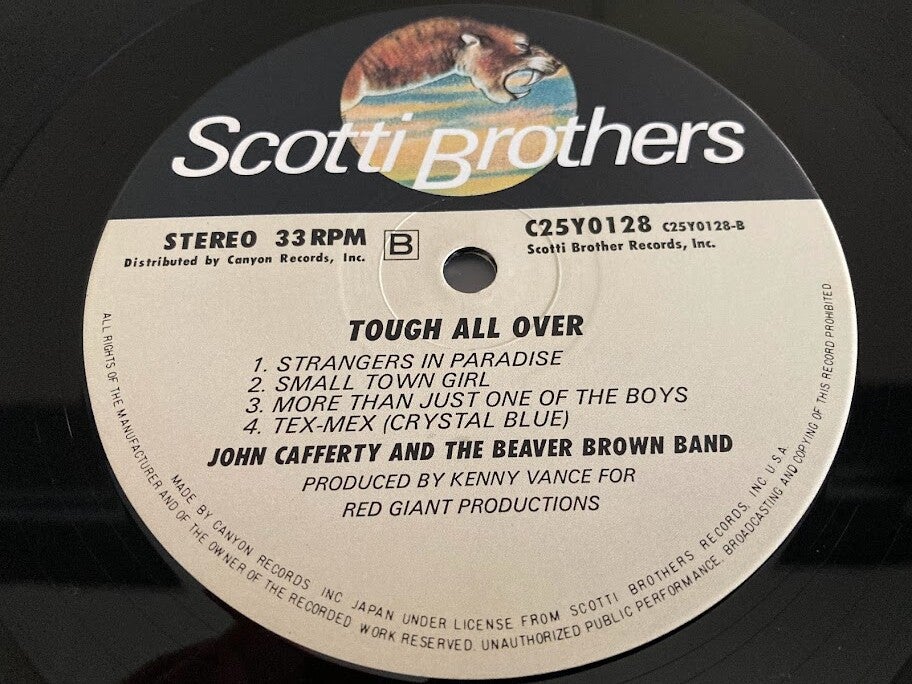 Scotti Brothers
STEREO 33 RPM
Distributed by Canyon Records, Inc.
B
C25Y0128 C25Y0128-B
Scotti Brother Records, Inc.
TOUGH ALL OVER
1. STRANGERS IN PARADISE
2. SMALL TOWN GIRL
3. MORE THAN JUST ONE OF THE BOYS
4. TEX-MEX (CRYSTAL BLUE)
JOHN CAFFERTY AND THE BEAVER BROWN BAND
PRODUCED BY KENNY VANCE FOR
RED GIANT PRODUCTIONS
MADE BY CANYON RECORDS, INC JAPAN UNDER LICENSE FROM SCOTTI BROTHERS RECORDS, INC U.S.A.
ALL RIGHTS OF THE MANUFACTURER AND OF THE OWNER OF THE RECORDED WORK RESERVED. UNAUTHORIZED PUBLIC PERFORMANCE, BROADCASTING AND COPYING OF THIS RECORD PROHIBITED